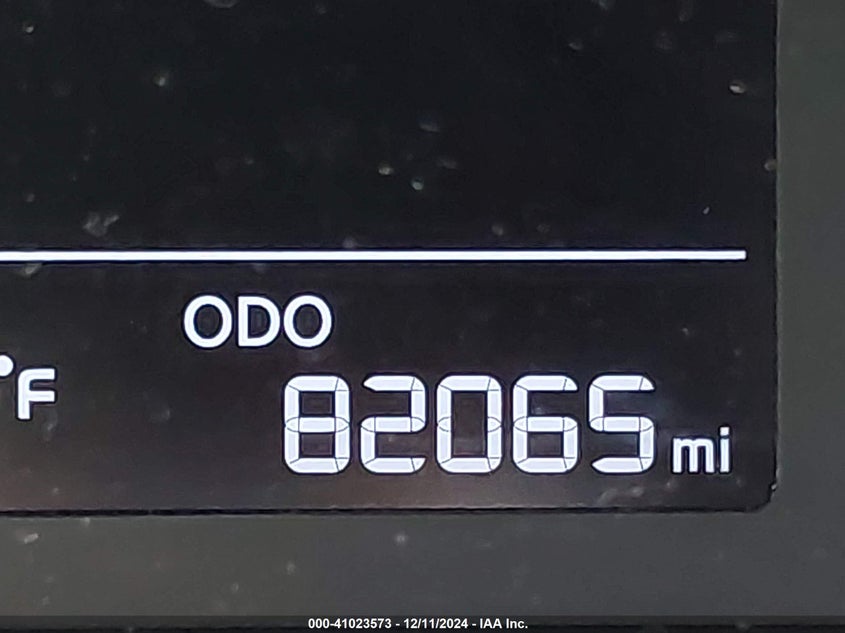 ODO
°F
82065 mi
000-41023573 - 12/11/2024 - IAA Inc.